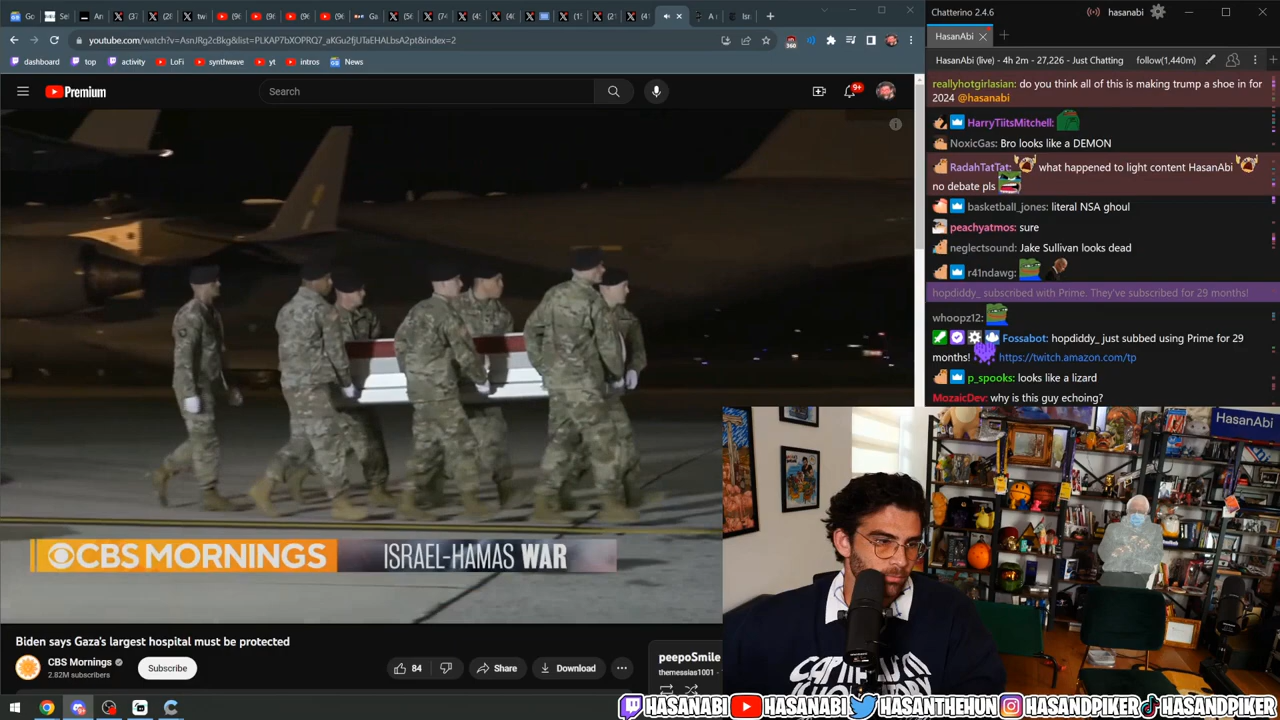 (96
(96
(96
(96
youtube.com/watch?v=AsnJRg2cBkg&list=PLKAP7bXOPRQ7_aKGu2fjUTaEHALbsA2pt&index=2
dashboard
top
activity
LoFi
synthwave
yt
intros
News
Premium
Search
9+
CBS MORNINGS
ISRAEL-HAMAS WAR
Biden says Gaza's largest hospital must be protected
CBS Mornings
2.82M subscribers
Subscribe
84
Share
Download
peepoSmile
themessias1001
Chatterino 2.4.6
hasanabi
HasanAbi
HasanAbi (live) - 4h 2m - 27,226 - Just Chatting
follow(1,440m)
reallyhotgirlasian: do you think all of this is making trump a shoe in for
2024 @hasanabi
HarryTiitsMitchell:
NoxicGas: Bro looks like a DEMON
RadahTatTat: what happened to light content HasanAbi
no debate pls
basketball_jones: literal NSA ghoul
peachyatmos: sure
neglectsound: Jake Sullivan looks dead
r41ndawg:
hopdiddy_ subscribed with Prime. They've subscribed for 29 months!
whoopz12:
Fossabot: hopdiddy_ just subbed using Prime for 29
months! https://twitch.amazon.com/tp
p_spooks: looks like a lizard
MozaicDev: why is this guy echoing?
HasanAbi
HASANABI
HASANABI
HASANTHEHUN
HASANDPIKER
HASANDPIKER